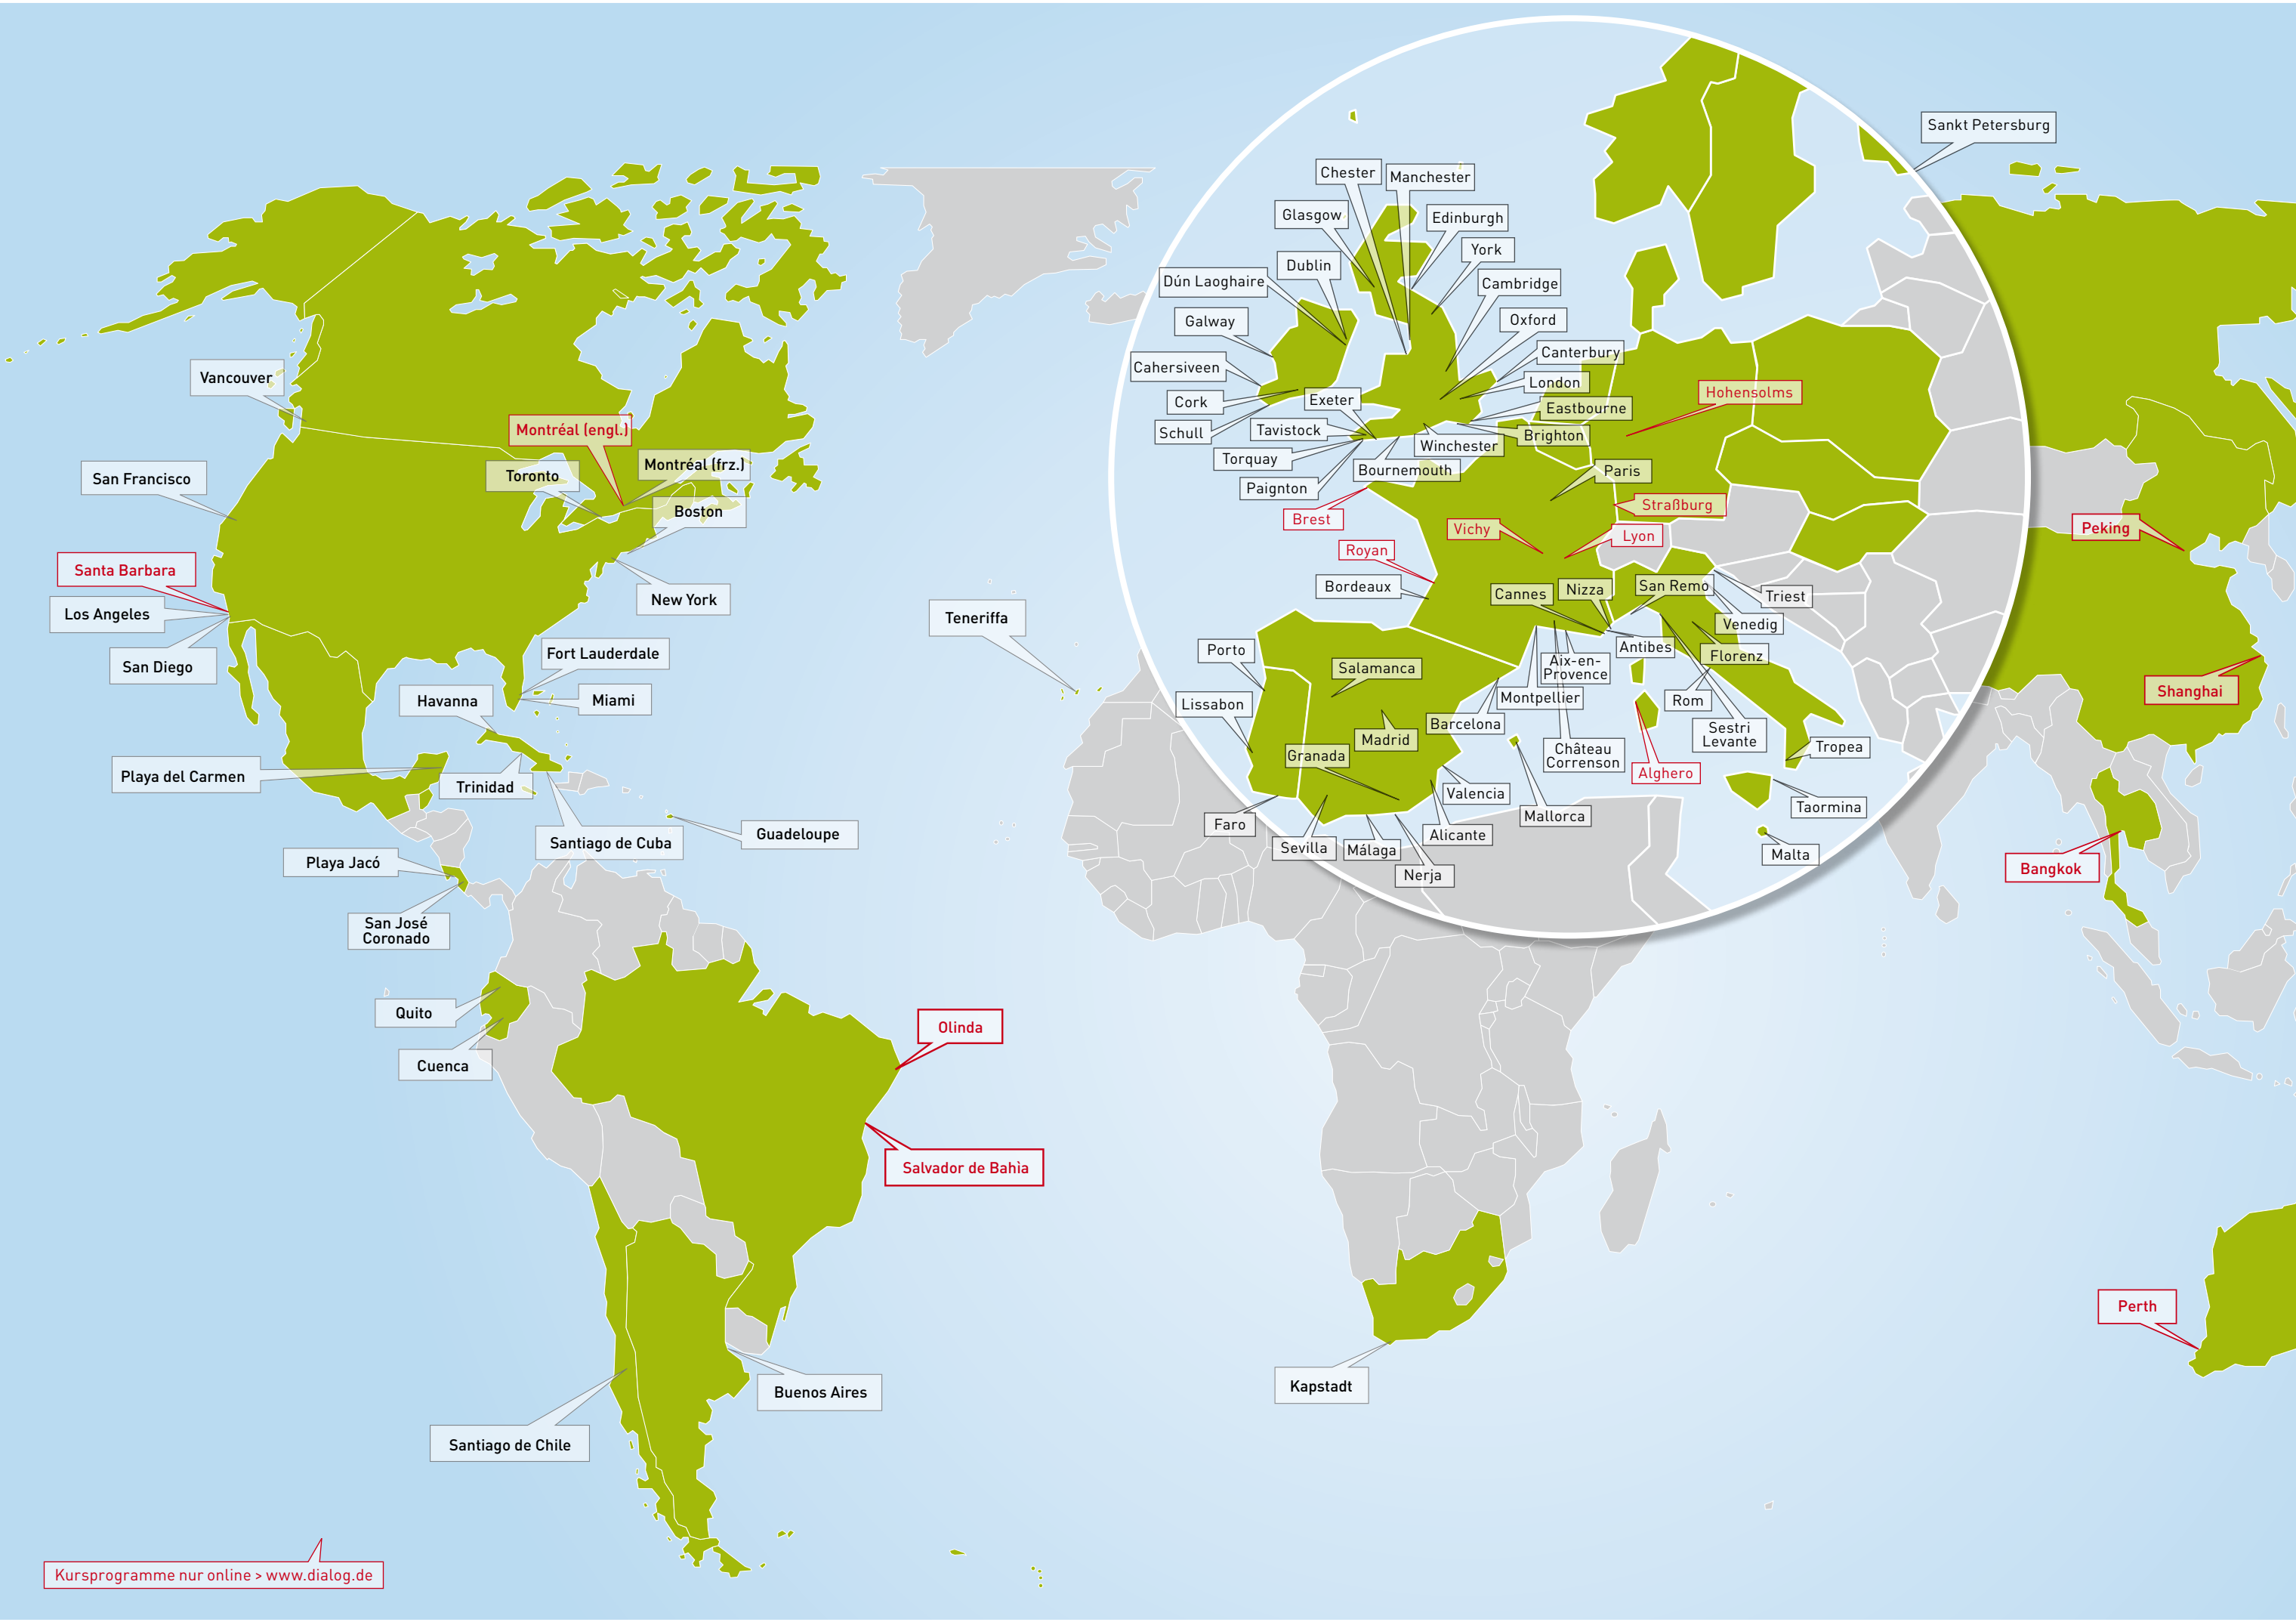 Sankt Petersburg
Chester
Manchester
Glasgow
Edinburgh
York
Dublin
Dún Laoghaire
Cambridge
Galway
Oxford
Canterbury
Cahersiveen
London
Hohensolms
Cork
Exeter
Eastbourne
Schull
Tavistock
Brighton
Winchester
Torquay
Bournemouth
Paris
Paignton
Straßburg
Brest
Vichy
Lyon
Royan
Bordeaux
Cannes
Nizza
San Remo
Triest
Venedig
Antibes
Florenz
Porto
Salamanca
Aix-en-
Provence
Montpellier
Rom
Lissabon
Barcelona
Madrid
Sestri
Levante
Granada
Château
Correnson
Tropea
Alghero
Valencia
Mallorca
Taormina
Faro
Sevilla
Málaga
Alicante
Nerja
Malta
Vancouver
Montréal (engl.)
Montréal (frz.)
Toronto
San Francisco
Boston
Santa Barbara
New York
Los Angeles
San Diego
Fort Lauderdale
Havanna
Miami
Teneriffa
Playa del Carmen
Trinidad
Santiago de Cuba
Guadeloupe
Playa Jacó
San José
Coronado
Quito
Cuenca
Olinda
Salvador de Bahìa
Buenos Aires
Santiago de Chile
Kapstadt
Peking
Shanghai
Bangkok
Perth
Kursprogramme nur online > www.dialog.de